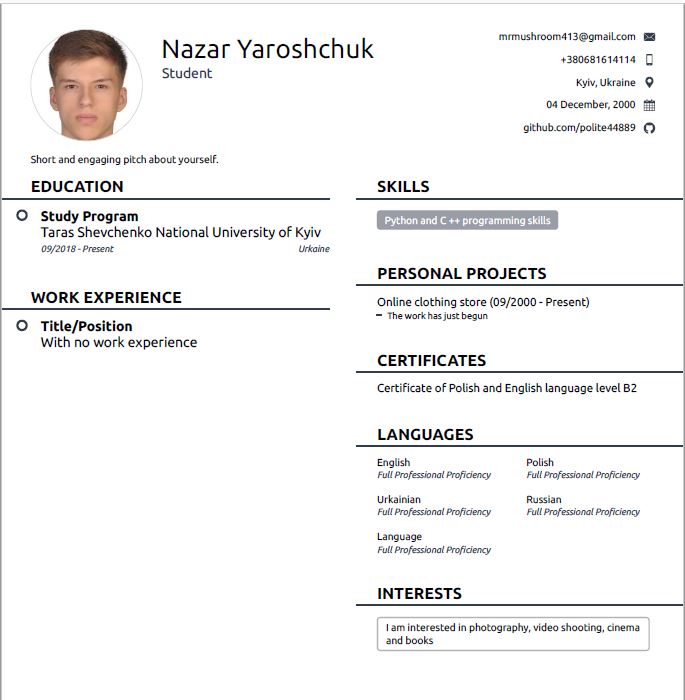 Nazar Yaroshchuk
Student
mrmushroom413@gmail.com
+380681614114
Kyiv, Ukraine
04 December, 2000
github.com/polite44889
Short and engaging pitch about yourself.
EDUCATION
Study Program
Taras Shevchenko National University of Kyiv
09/2018 - Present
Urkaine
WORK EXPERIENCE
Title/Position
With no work experience
SKILLS
Python and C ++ programming skills
PERSONAL PROJECTS
Online clothing store (09/2000 - Present)
The work has just begun
CERTIFICATES
Certificate of Polish and English language level B2
LANGUAGES
English
Full Professional Proficiency
Polish
Full Professional Proficiency
Urkainian
Full Professional Proficiency
Russian
Full Professional Proficiency
Language
Full Professional Proficiency
INTERESTS
I am interested in photography, video shooting, cinema
and books